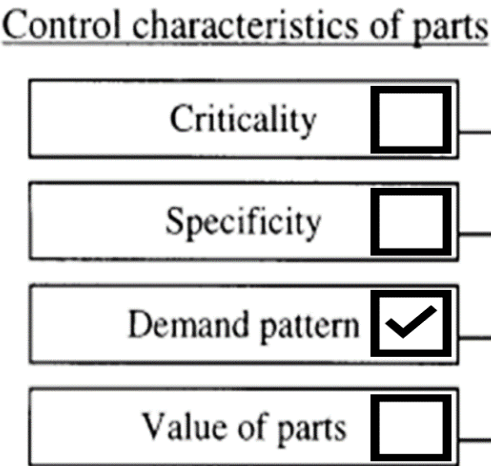 Control characteristics of parts
Criticality
Specificity
Demand pattern
Value of parts